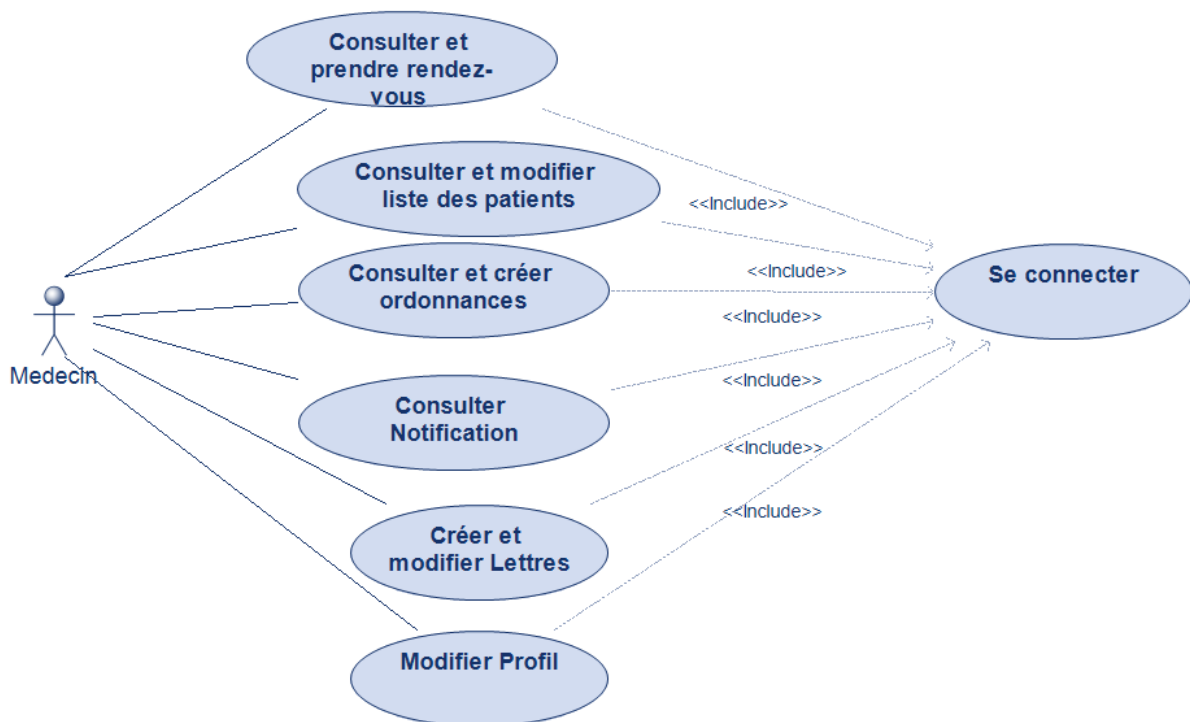 Consulter et
prendre rendez-
vous
Consulter et modifier
liste des patients
<<Include>>
Consulter et créer
ordonnances
<<Include>>
Se connecter
<<Include>>
Medecin
<<Include>>
Consulter
Notification
<<Include>>
<<Include>>
Créer et
modifier Lettres
Modifier Profil